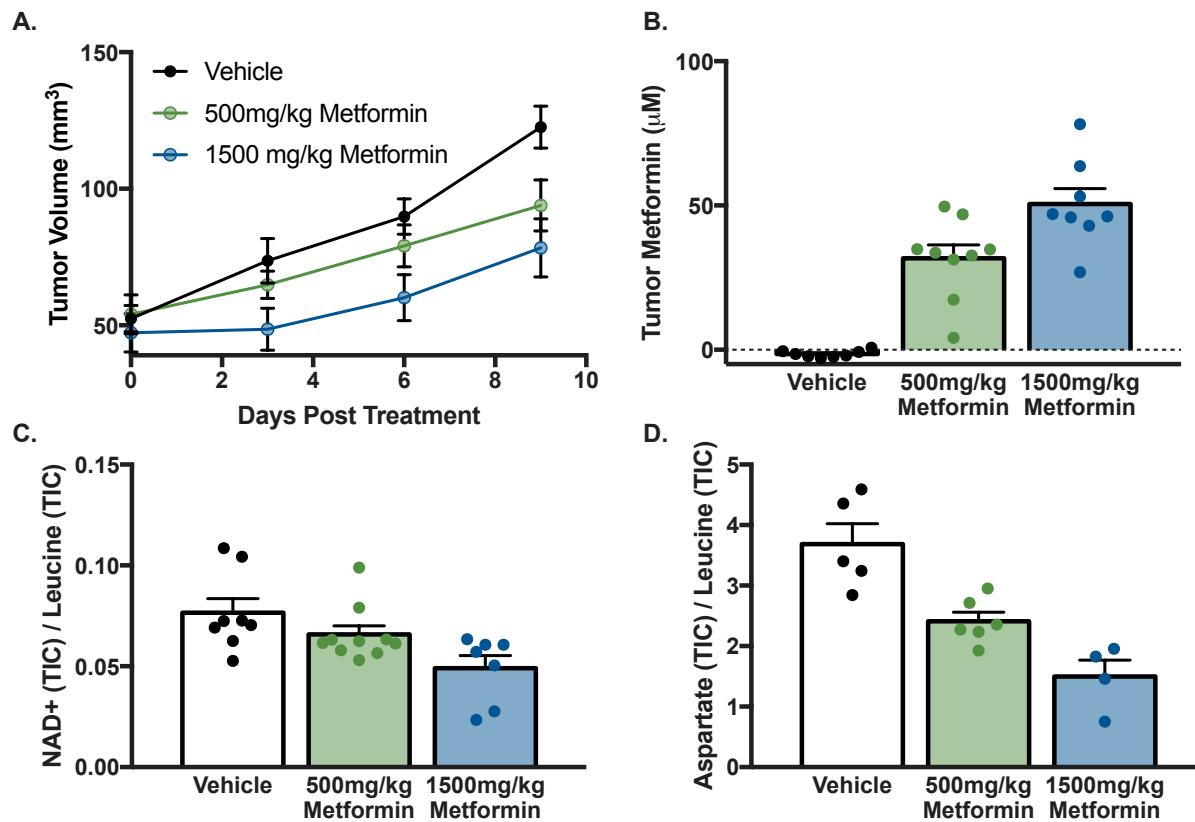 A.
Tumor Volume (mm3)
150
100
50
Vehicle
500mg/kg Metformin
1500 mg/kg Metformin
0
2
4
6
8
10
Days Post Treatment
B.
Tumor Metformin (μM)
100
50
0
Vehicle
500mg/kg
Metformin
1500mg/kg
Metformin
C.
NAD+ (TIC) / Leucine (TIC)
0.15
0.10
0.05
0.00
Vehicle
500mg/kg
Metformin
1500mg/kg
Metformin
D.
Aspartate (TIC) / Leucine (TIC)
5
4
3
2
1
0
Vehicle
500mg/kg
Metformin
1500mg/kg
Metformin